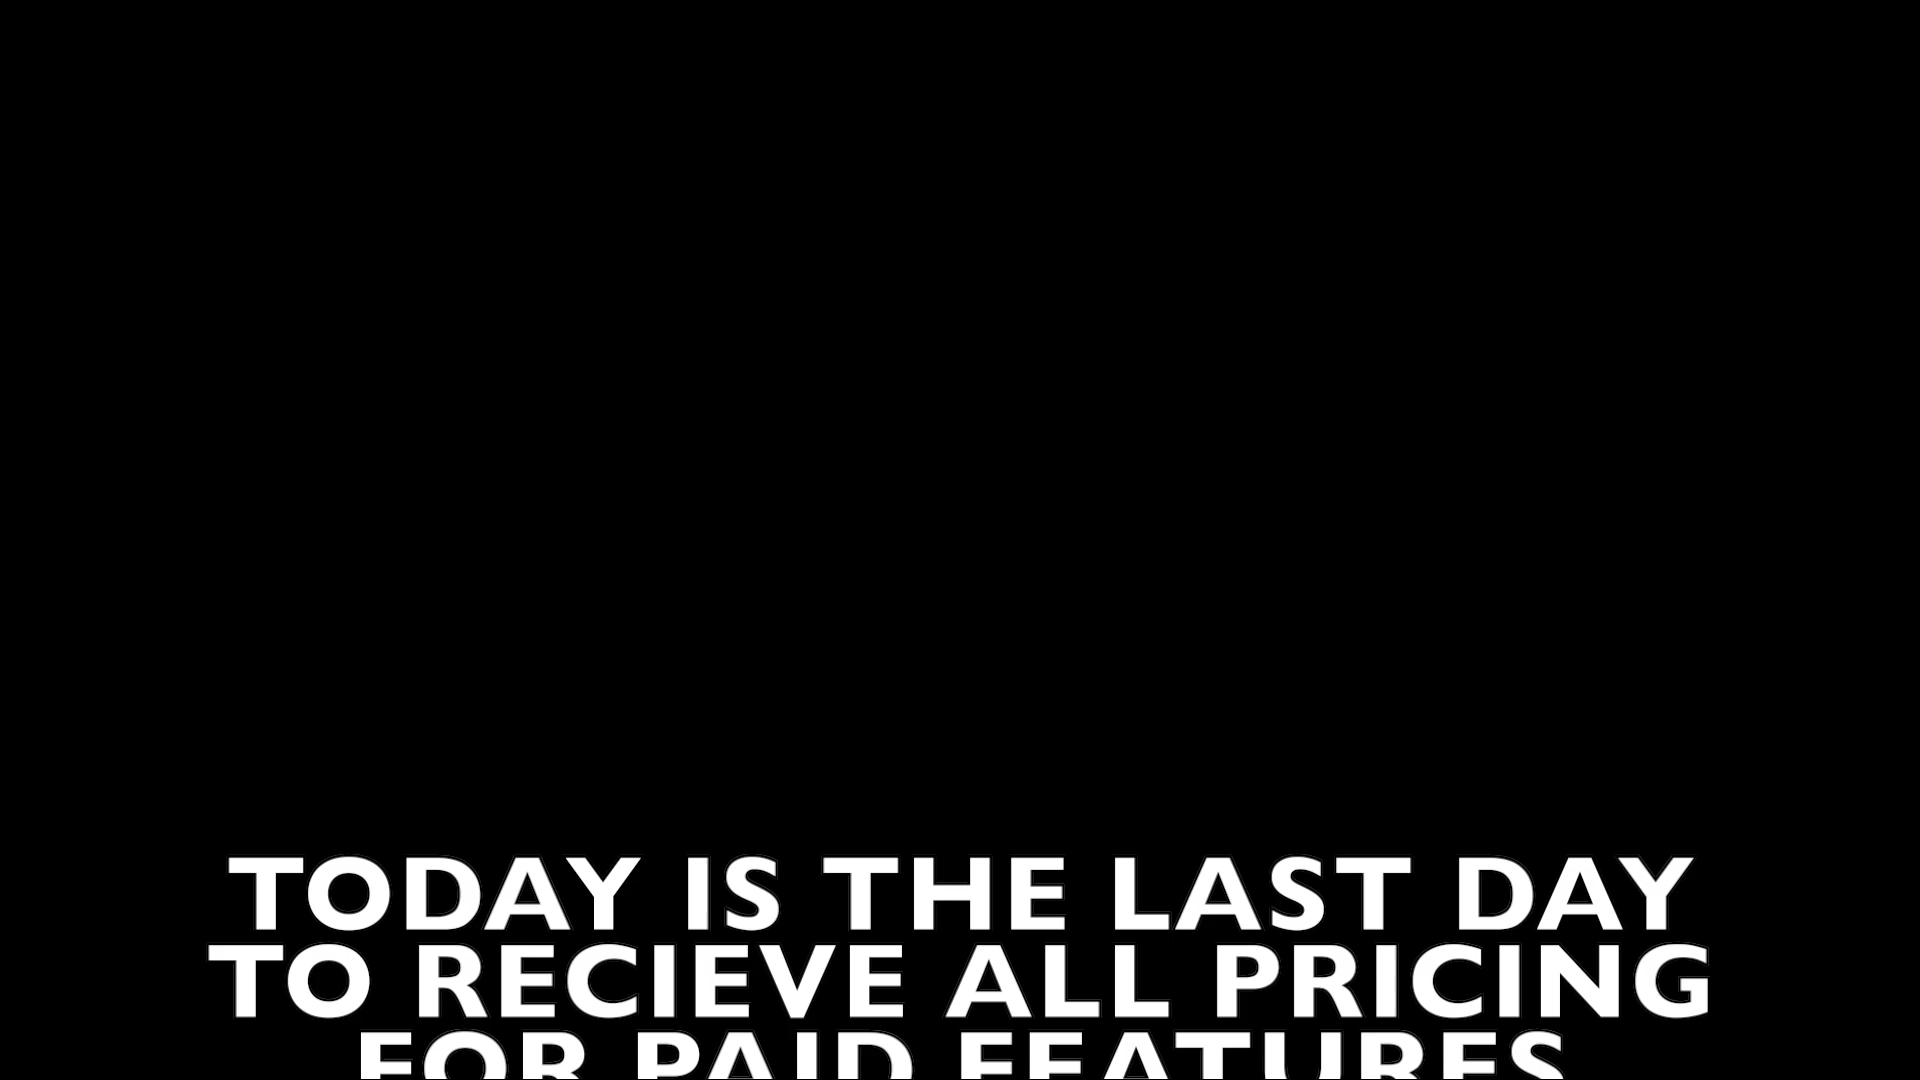 TODAY IS THE LAST DAY
TO RECIEVE ALL PRICING
FOR PAID FEATURES